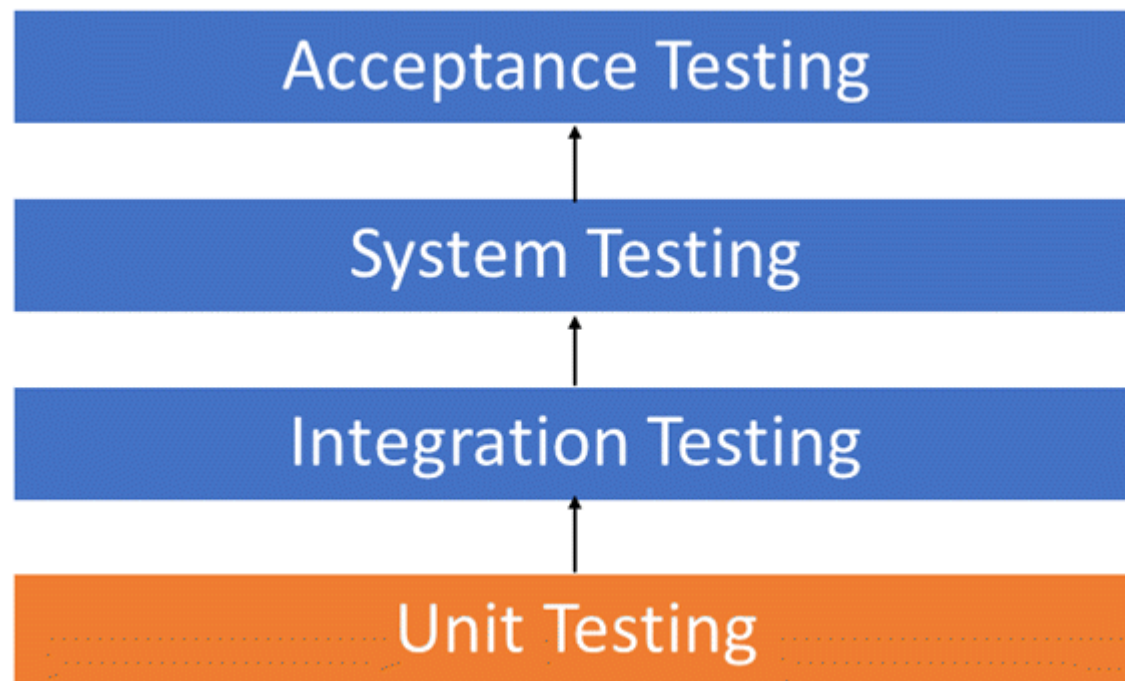 Acceptance Testing
System Testing
Integration Testing
Unit Testing